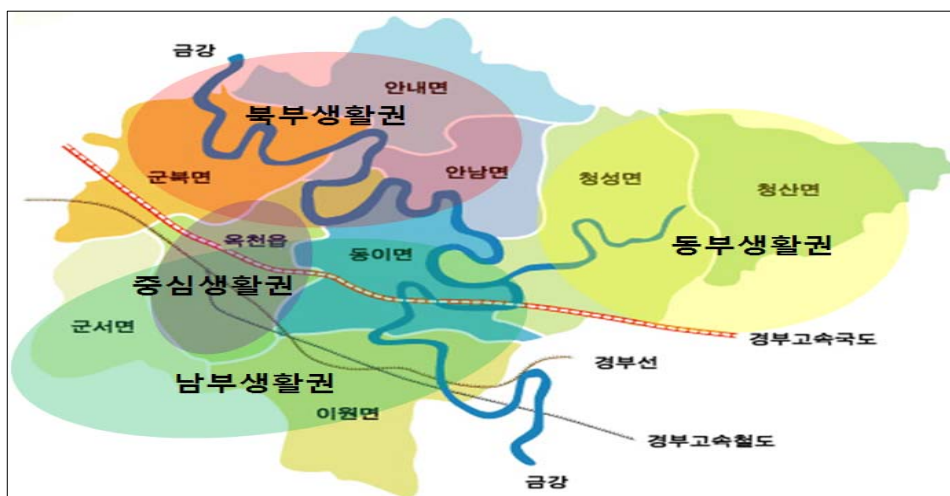 금강
안내면
북부생활권
군북면
안남면
청성면
청산면
옥천읍
동이면
동부생활권
중심생활권
군서면
경부고속국도
경부선
남부생활권
이원면
경부고속철도
금강